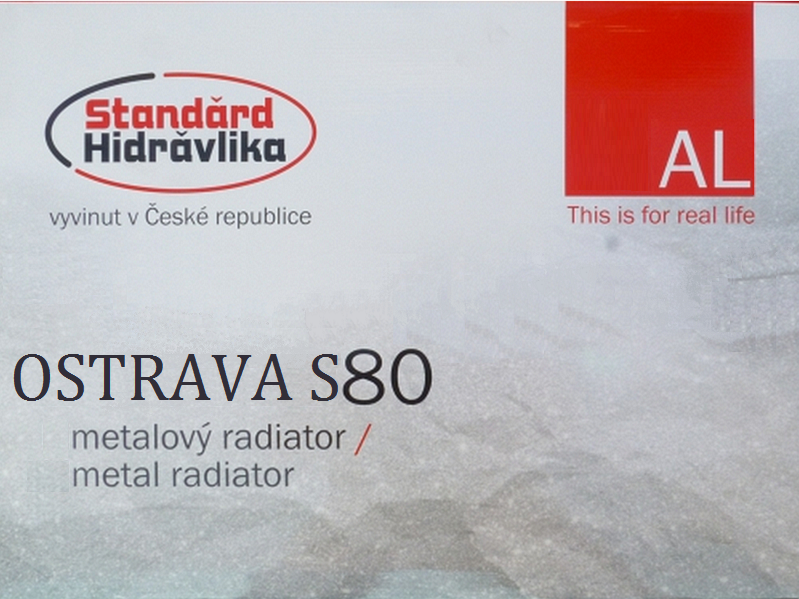 Standărd
Hidrăvlika
vyvinut v České republice
AL
This is for real life
OSTRAVA S80
metalový radiator /
metal radiator